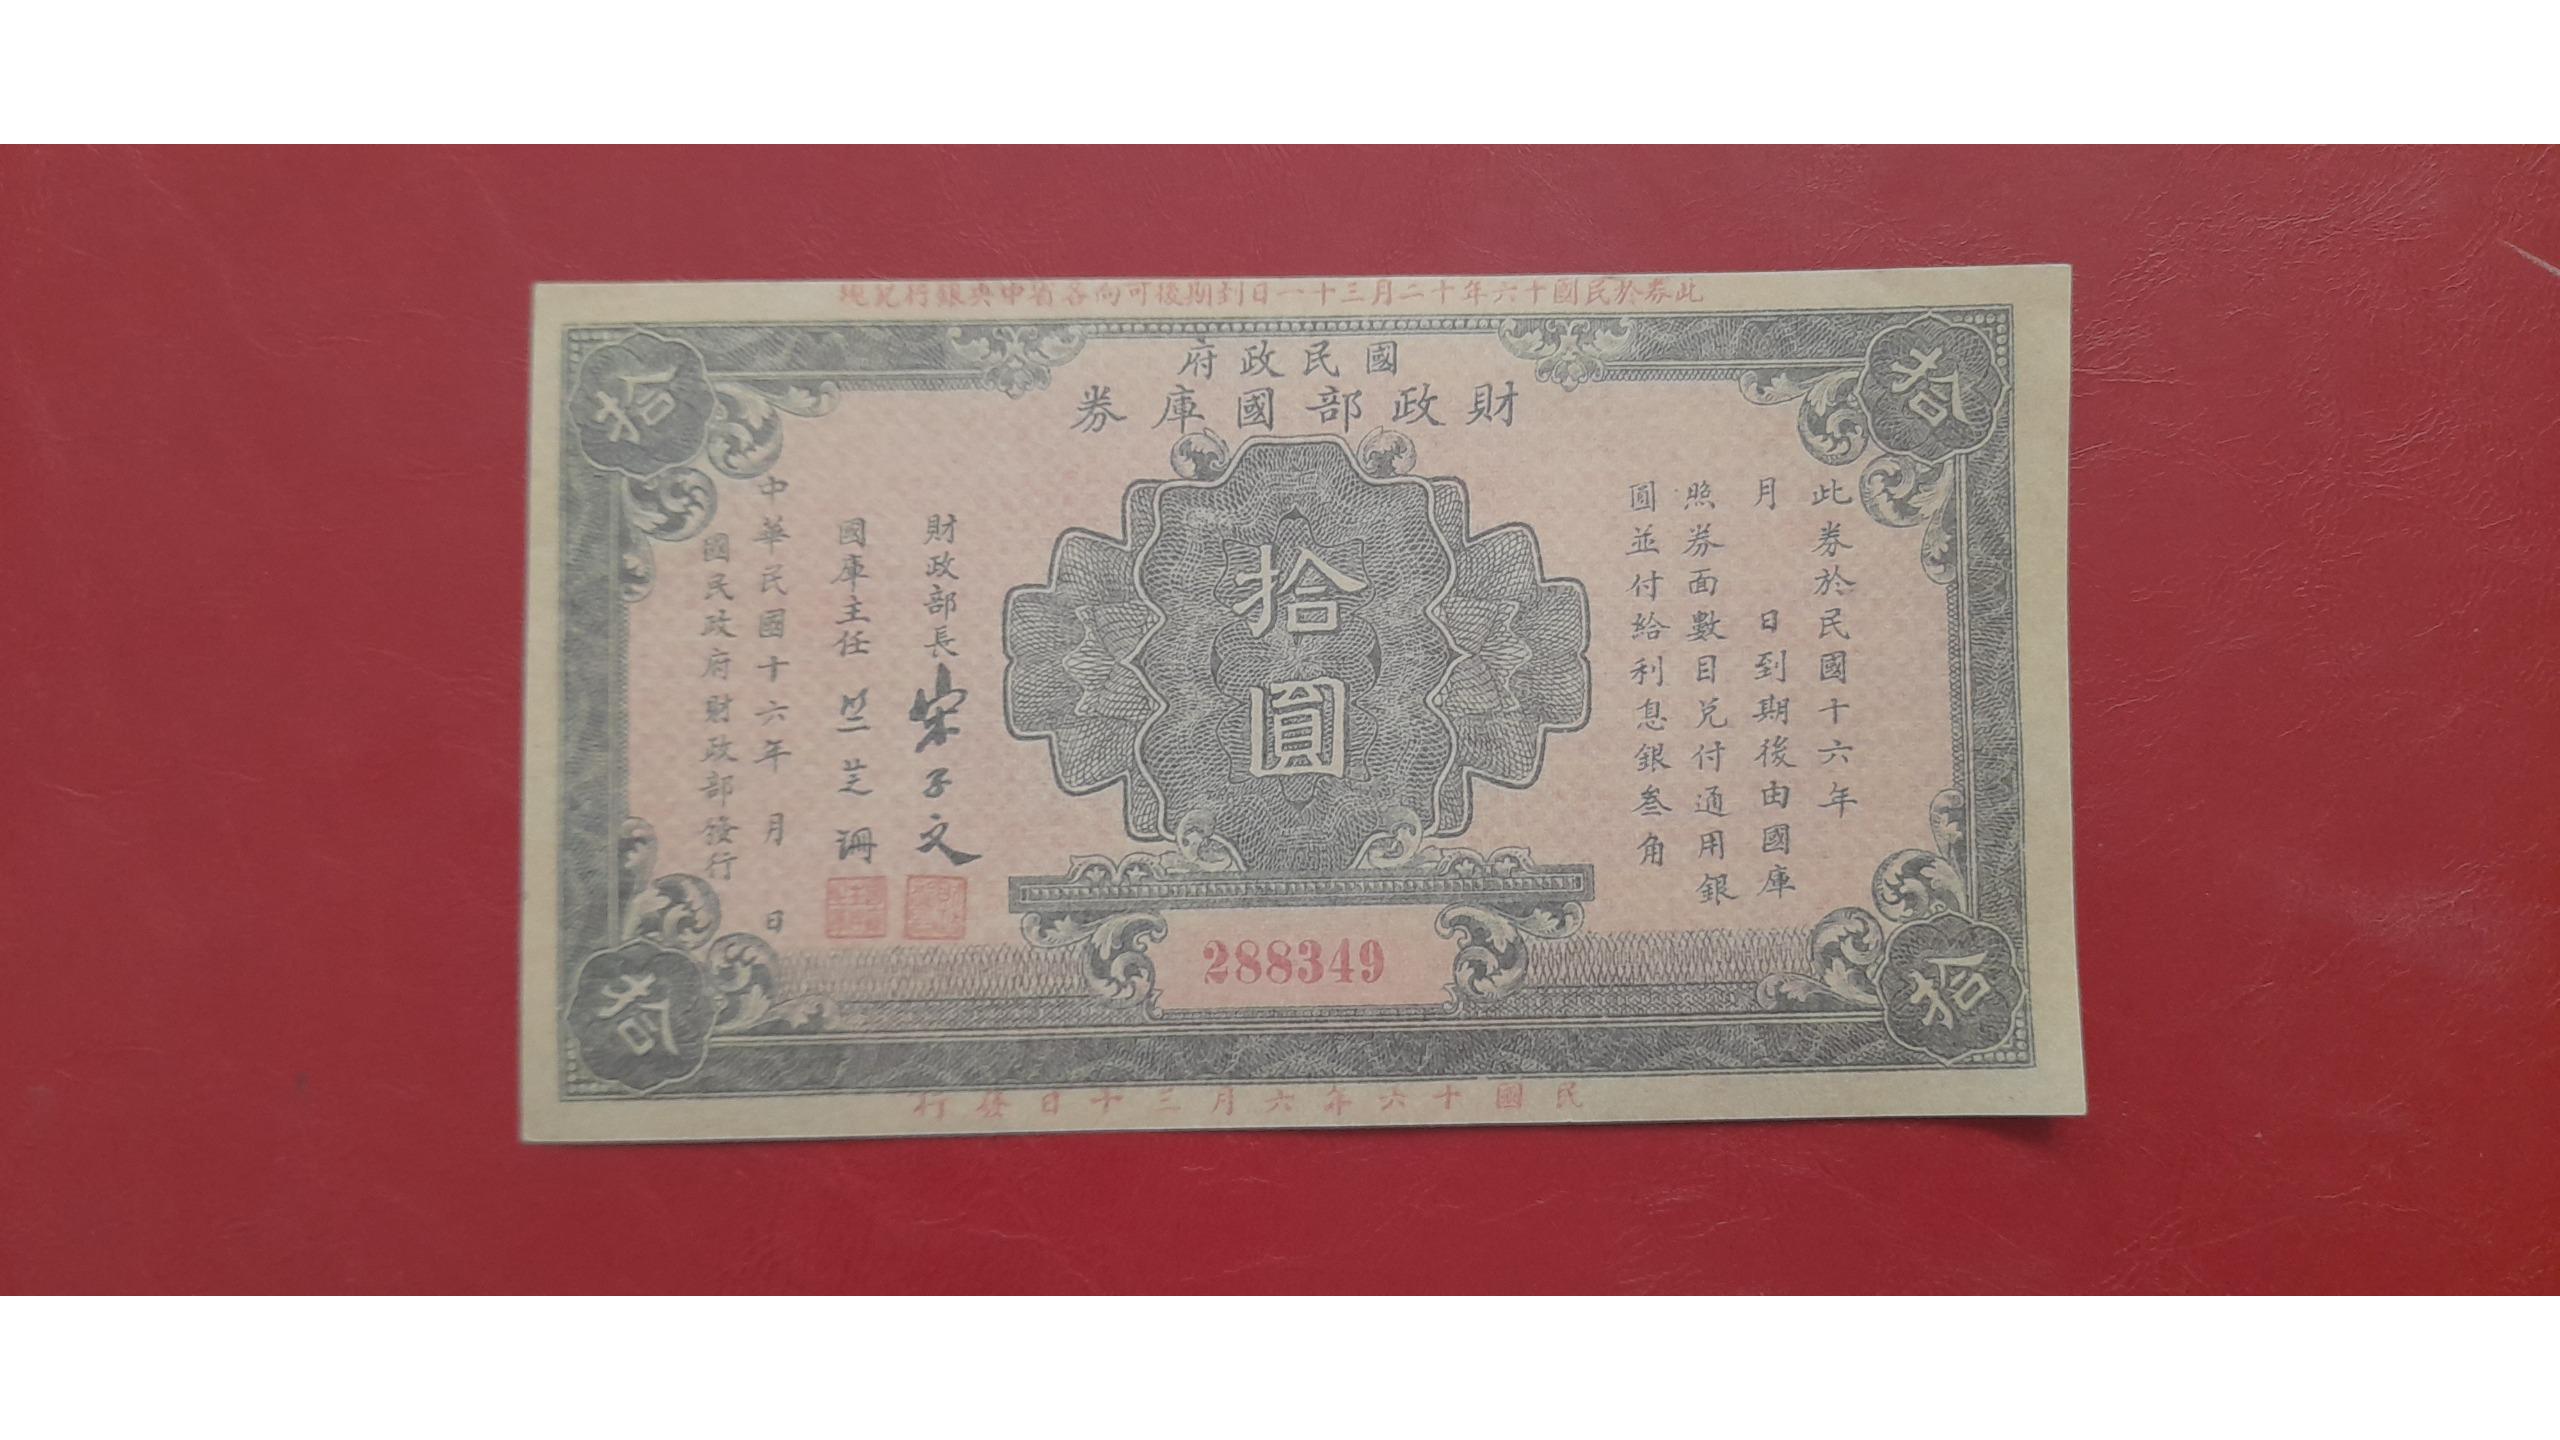 此券於民國十六年十二月三十一日到期後可向各省中央銀行兌現
國民政府
財政部國庫券
拾
拾
拾圓
此券於民國十六年
月 日到期後由國庫
照券面數目兌付通用銀
圓並付給利息銀叁角
財政部長 宋子文
國庫主任 竺芝珊
中華民國十六年 月 日
國民政府財政部發行
288349
拾
拾
民國十六年六月三十日發行